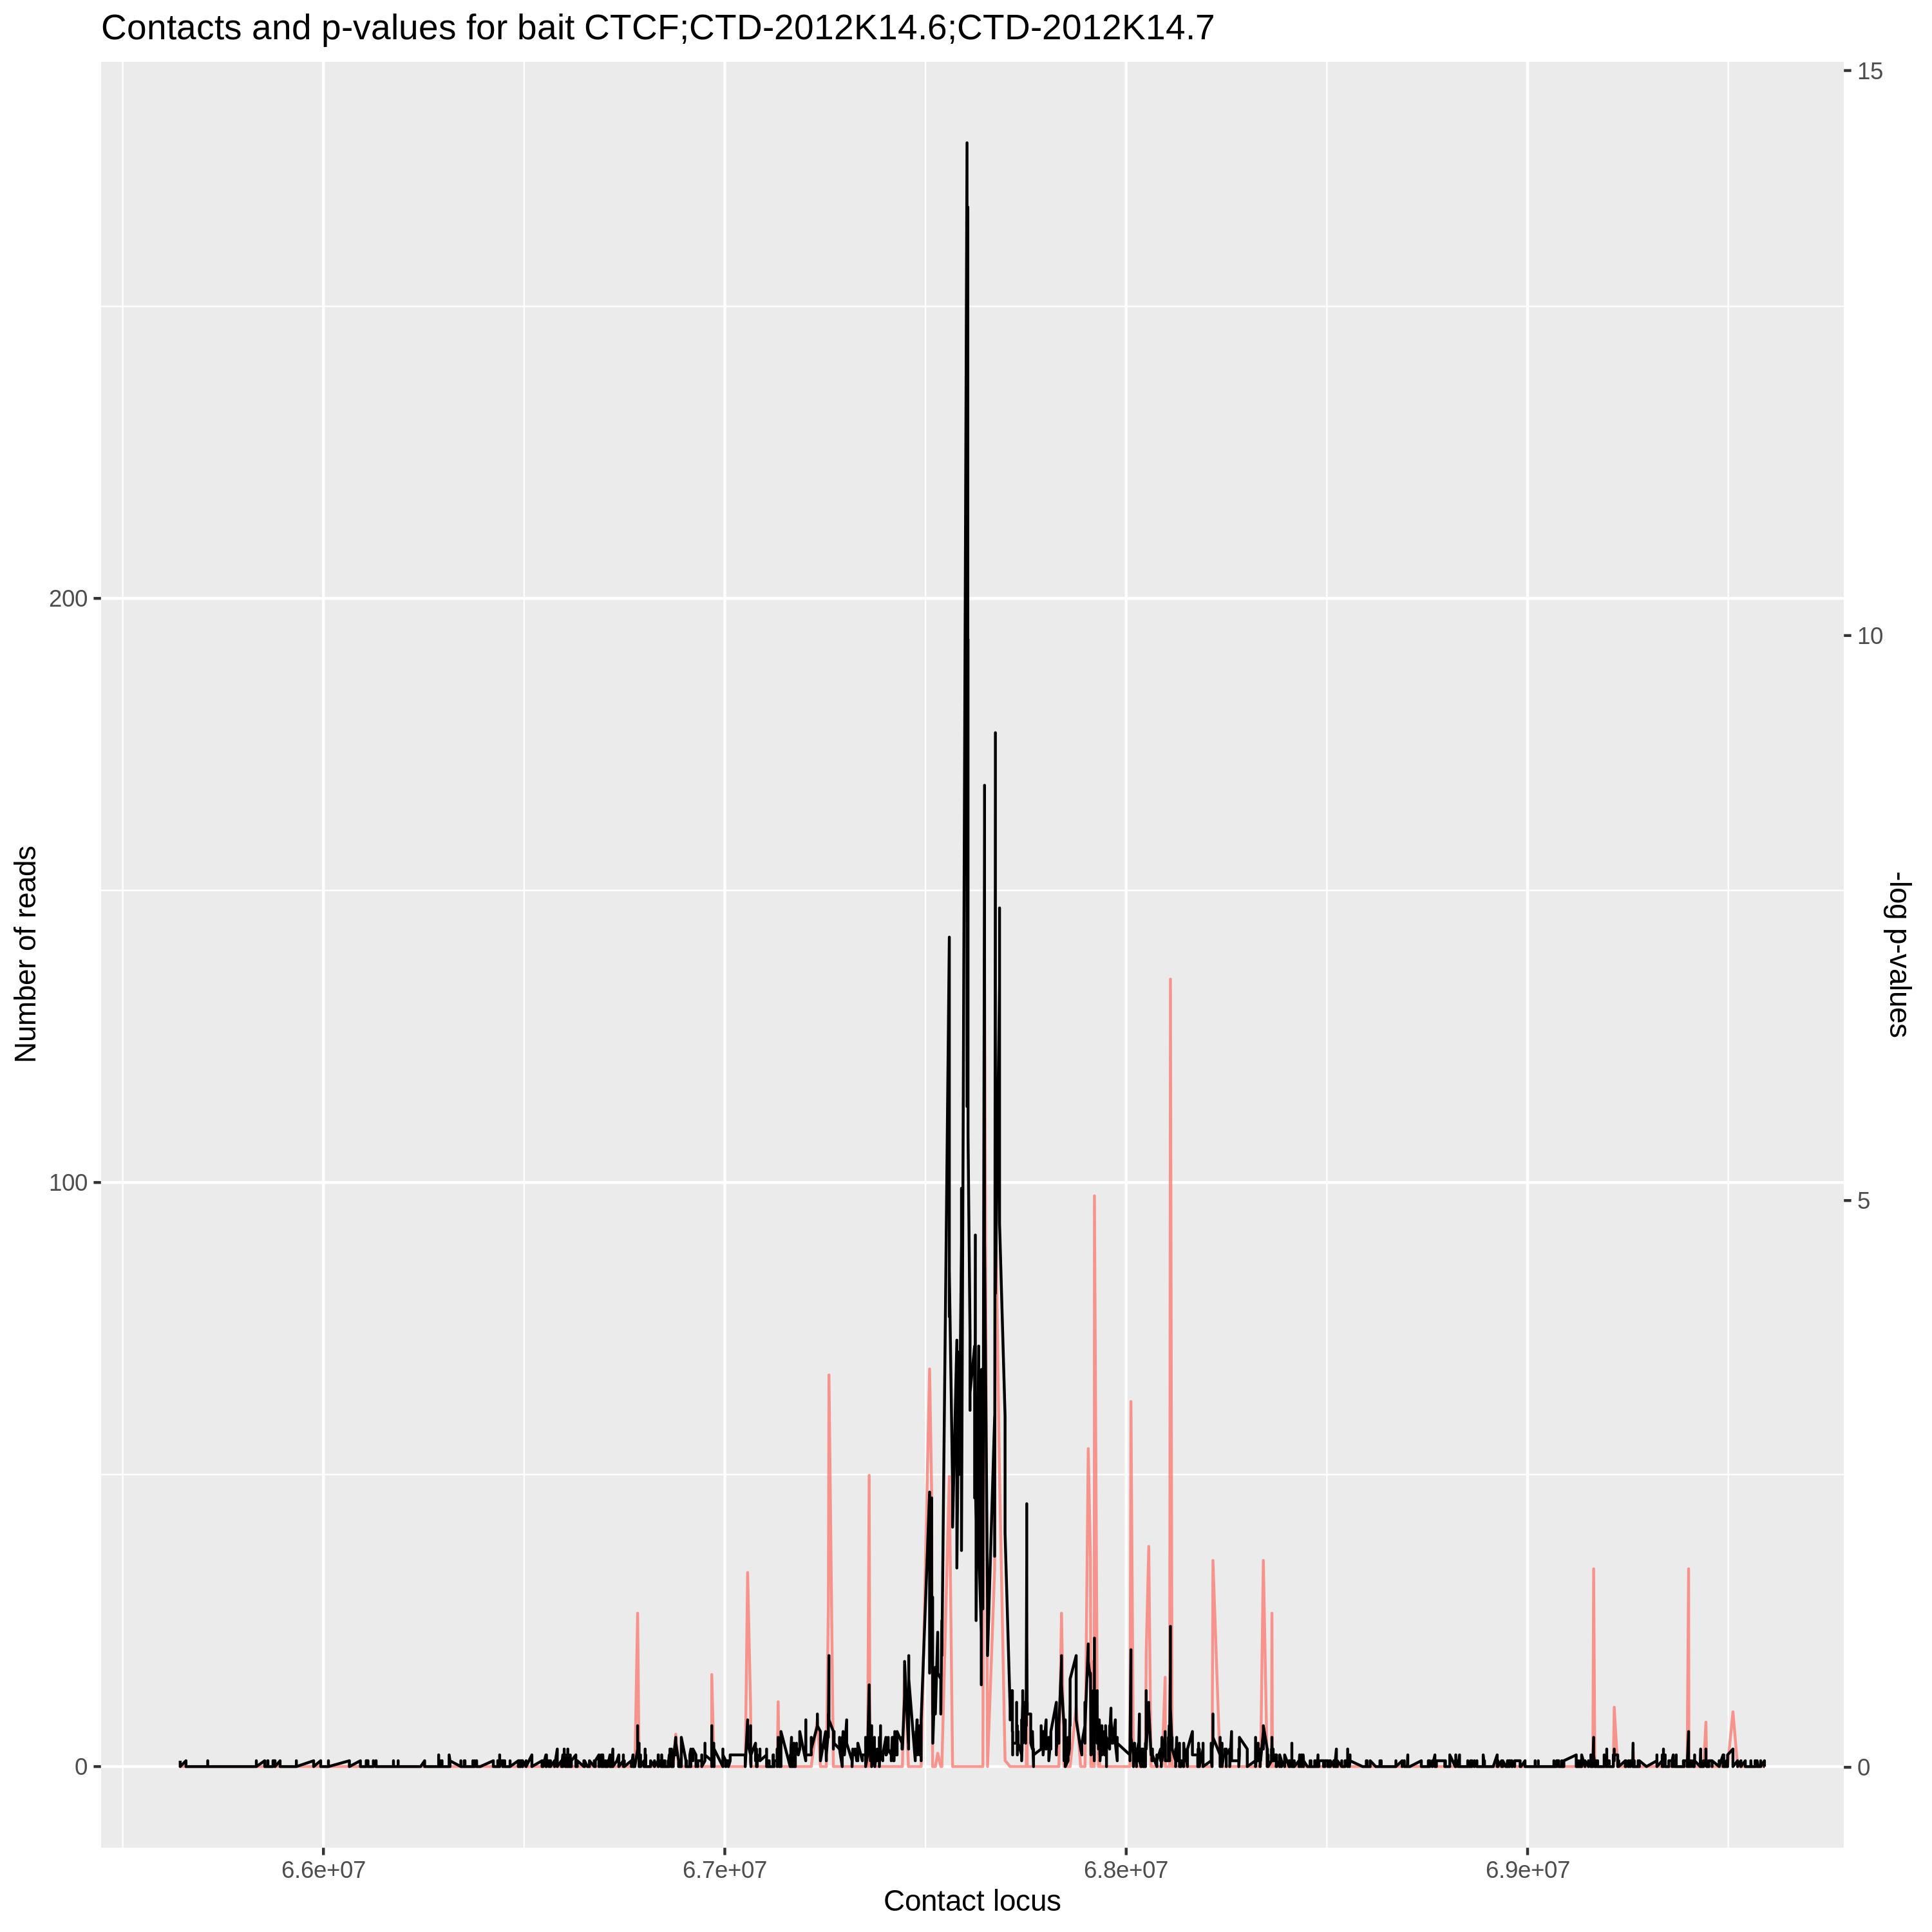 Contacts and p-values for bait CTCF;CTD-2012K14.6;CTD-2012K14.7
15
200
10
Number of reads
-log p-values
100
5
0
0
6.6e+07 6.7e+07 6.8e+07 6.9e+07
Contact locus